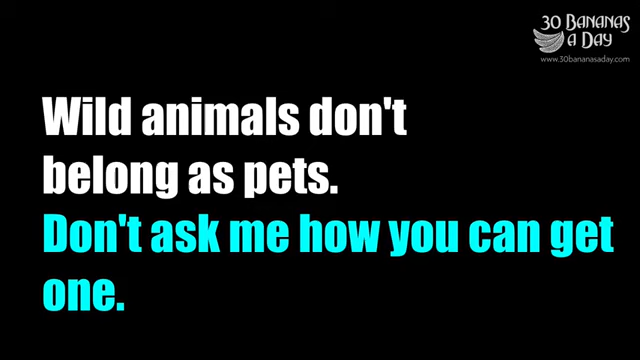 30 BANANAS
A DAY
www.30bananasaday.com
Wild animals don't
belong as pets.
Don't ask me how you can get
one.